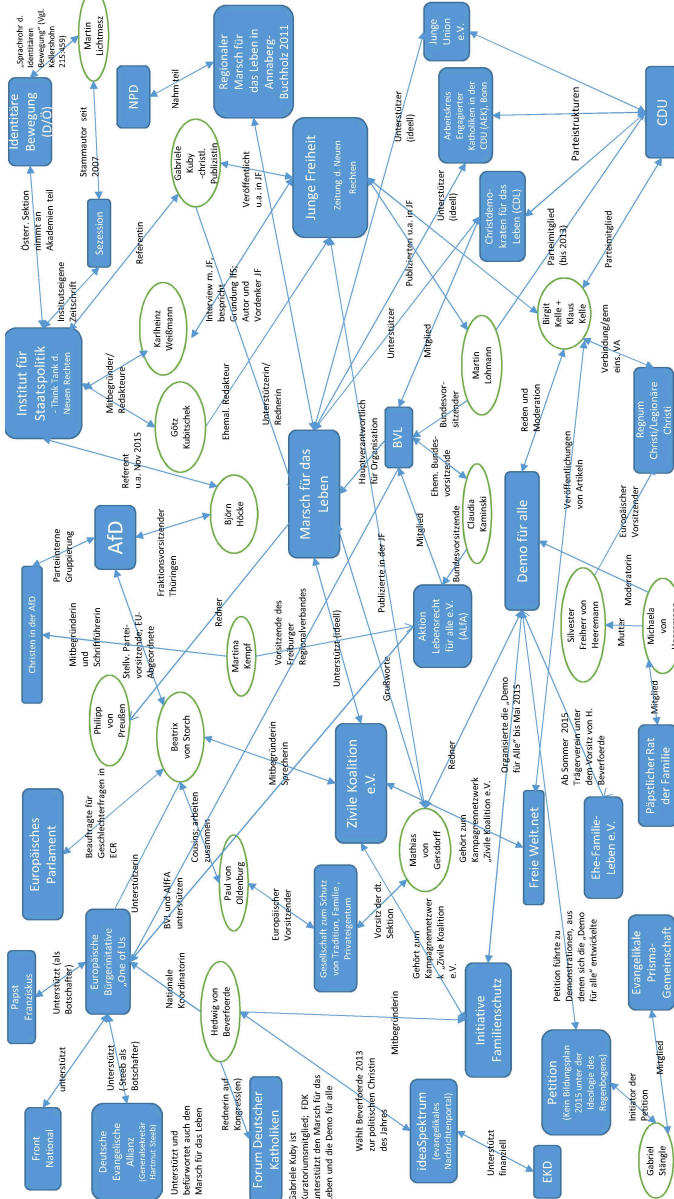 „Sprachrohr d.
Identitären
Bewegung" (Vgl.
Kellershohn
215:459)
Martin
Lichtmesz
Identitäre
Bewegung
(D/Ö)
NPD
Nahm teil
Regionaler
Marsch für
das Leben in
Annaberg-
Buchholz 2011
Junge
Union
e.V.
Österr. Sektion
nimmt an
Akademien teil
Stammautor seit
2007
Sezession
Gabriele
Kuby
-christl.
Publizistin
Veröffentlicht
u.a. in JF
Junge Freiheit
Zeitung d. Neuen
Rechten
Unterstützer
(ideell)
Arbeitskreis
Engagierter
Katholiken in der
CDU (AEK), Bonn
Parteistrukturen
CDU
Institut für
Staatspolitik
- Think Tank d.
Neuen Rechten
Institutseigene
Zeitschrift
Referentin
Interview m. JF,
bespricht
Gründung IfS;
Autor und
Vordenker JF
Karlheinz
Weißmann
Mitbegründer/
Redakteure
Götz
Kubitschek
Ehemal. Redakteur
Unterstützerin/
Rednerin
Publizierten u.a. in JF
Unterstützer
(ideell)
Christdemo-
kraten für das
Leben (CDL)
Unterstützer
Mitglied
Parteimitglied
(bis 2013)
Parteimitglied
Martin
Lohmann
Birgit
Kelle +
Klaus
Kelle
Verbindung/gem
eins. VA
Referent
u.a. Nov 2015
Marsch für das
Leben
Hauptverantwortlich
für Organisation
BVL
Bundesvor-
sitzender
Ehem. Bundes-
vorsitzende
Reden und
Moderation
Veröffentlichungen
von Artikeln
Regnum
Christi/Legionäre
Christi
Christen in der AfD
Parteiinterne
Gruppierung
AfD
Fraktionsvorsitzender
Thüringen
Björn
Höcke
Redner
Publizierte in der JF
Mitglied
Claudia
Kaminski
Bundesvorsitzende
Demo für alle
Europäischer
Vorsitzender
Mitbegründerin
und
Schriftführerin
Stellv. Partei-
vorsitzende, EU-
Abgeordnete
Martina
Kempf
Vorsitzende des
Freiburger
Regionalverbandes
Unterstützt (ideell)
Grußworte
Aktion
Lebensrecht
für alle e.V.
(ALfA)
Moderatorin
Silvester
Freiherr von
Heeremann
Mutter
Michaela
von
Mitglied
Philipp
von
Preußen
Beatrix
von Storch
Mitbegründerin
Sprecherin
Zivile Koalition
e.V.
Redner
Organisierte die „Demo
für Alle" bis Mai 2015
Ab Sommer 2015
Trägerverein unter
dem Vorsitz von H.
Beverfoerde
Päpstlicher Rat
der Familie
Europäisches
Parlament
Beauftragte für
Geschlechterfragen in
ECR
Cousins; arbeiten
zusammen
Mathias
von
Gersdorff
Gehört zum
Kampagnennetzwerk
„Zivile Koalition e.V.
Freie Welt.net
Ehe-Familie-
Leben e.V.
Unterstützerin
BVL und AlfFA
unterstützen
Paul von
Oldenburg
Europäischer
Vorsitzender
Gesellschaft zum Schutz
von Tradition, Familie,
Privateigentum
Vorsitz der dt.
Sektion
Gehört zum
Kampagnennetzwer
k „Zivile Koalition
e.V.
Petition führte zu
Demonstrationen, aus
denen sich die „Demo
für alle" entwickelte
Papst
Franziskus
Unterstützt (als
Botschafter)
Europäische
Bürgerinitative
„One of Us"
Nationale
Koordinatorin
Hedwig von
Beverfoerde
Mitbegründerin
Initiative
Familienschutz
Evangelikale
Prisma-
Gemeinschaft
Front
National
unterstützt
Unterstützt
( Steeb als
Botschafter)
Deutsche
Evangelische
Allianz
(Generalsekretär
Hartmut Steeb)
Unterstützt und
befürwortet auch den
Marsch für das Leben
Rednerin auf
Kongress(en)
Forum Deutscher
Katholiken
Gabriele Kuby ist
Kuratoriumsmitglied; FDK
unterstützt den Marsch für das
Leben und die Demo für alle
Wählt Beverfoerde 2013
zur politischen Christin
des Jahres
ideaSpektrum
(evangelikales
Nachrichtenportal)
Unterstützt
finanziell
EKD
Petition
(Kein Bildungsplan
2015 unter der
Ideologie des
Regenbogens)
Initiator der
Petition
Mitglied
Gabriel
Stängle